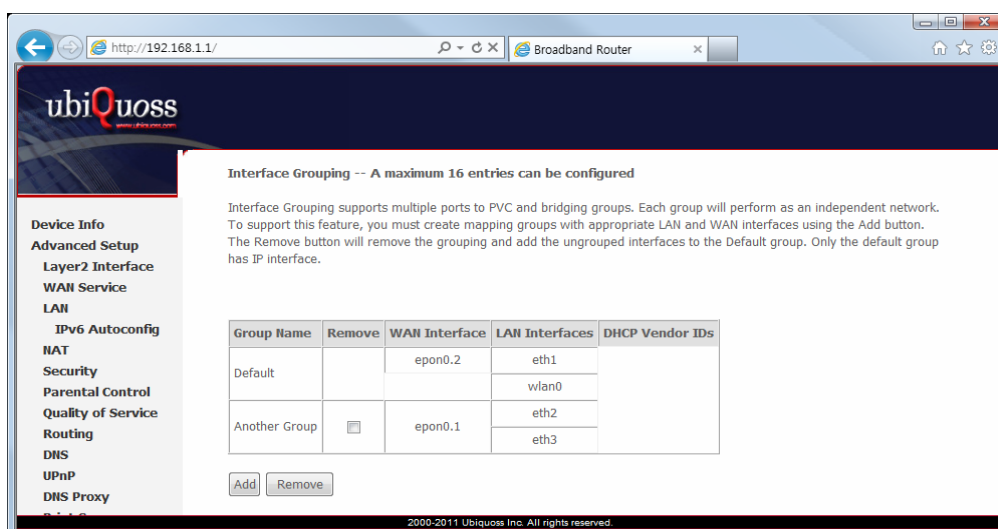 http://192.168.1.1/
Broadband Router
ubiQuoss
www.ubiquoss.com
Interface Grouping -- A maximum 16 entries can be configured
Interface Grouping supports multiple ports to PVC and bridging groups. Each group will perform as an independent network.
To support this feature, you must create mapping groups with appropriate LAN and WAN interfaces using the Add button.
The Remove button will remove the grouping and add the ungrouped interfaces to the Default group. Only the default group
has IP interface.
Device Info
Advanced Setup
Layer2 Interface
WAN Service
LAN
IPv6 Autoconfig
NAT
Security
Parental Control
Quality of Service
Routing
DNS
UPnP
DNS Proxy
Group Name Remove WAN Interface LAN Interfaces DHCP Vendor IDs
Default epon0.2 eth1
wlan0
Another Group epon0.1 eth2
eth3
Add Remove
2000-2011 Ubiquoss Inc. All rights reserved.